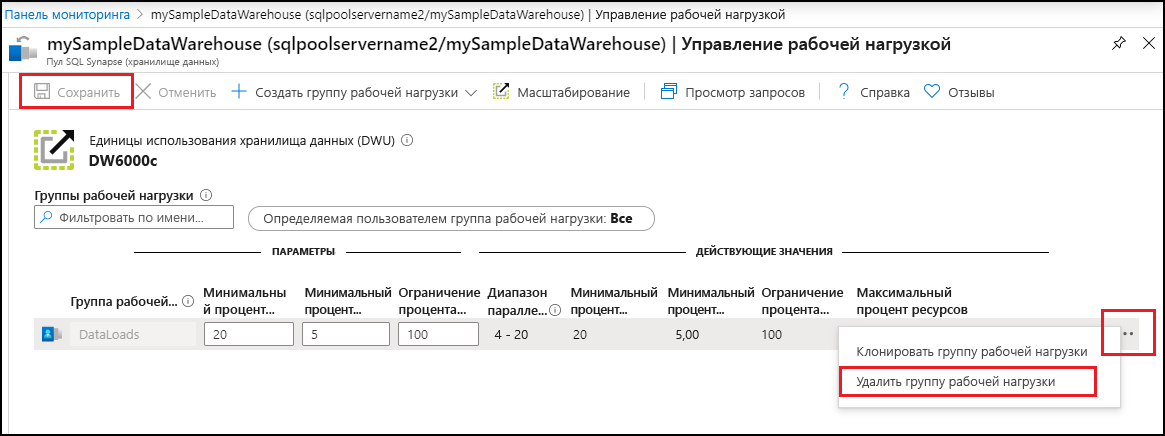 Панель мониторинга > mySampleDataWarehouse (sqlpoolservername2/mySampleDataWarehouse) | Управление рабочей нагрузкой
mySampleDataWarehouse (sqlpoolservername2/mySampleDataWarehouse) | Управление рабочей нагрузкой
Пул SQL Synapse (хранилище данных)
Сохранить Отменить + Создать группу рабочей нагрузки Масштабирование Просмотр запросов ? Справка Отзывы
Единицы использования хранилища данных (DWU)
DW6000c
Группы рабочей нагрузки
Фильтровать по имени... Определяемая пользователем группа рабочей нагрузки: Все
ПАРАМЕТРЫ ДЕЙСТВУЮЩИЕ ЗНАЧЕНИЯ
Минимальны Минимальный Ограничение Диапазон Минимальный Минимальный Ограничение Максимальный
Группа рабочей... й процент... процент... процента... паралле... процент... процент... процента... процент ресурсов
DataLoads 20 5 100 4 - 20 20 5,00 100
Клонировать группу рабочей нагрузки
Удалить группу рабочей нагрузки